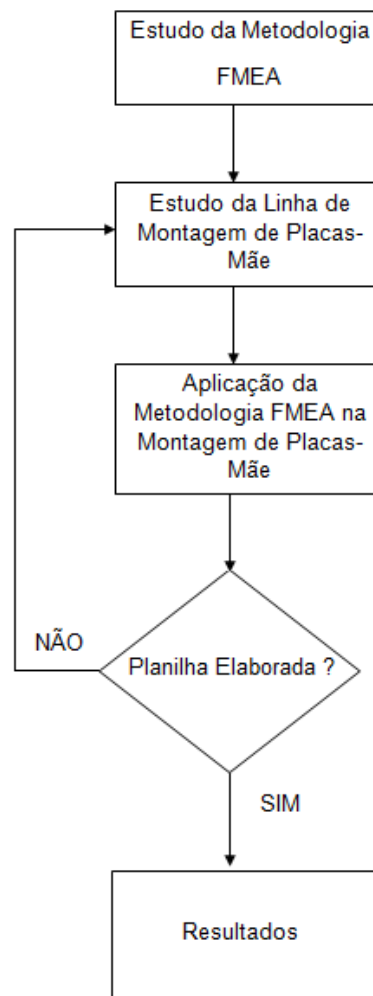 Estudo da Metodologia
FMEA
Estudo da Linha de
Montagem de Placas-
Mãe
Aplicação da
Metodologia FMEA na
Montagem de Placas-
Mãe
NÃO
Planilha Elaborada ?
SIM
Resultados